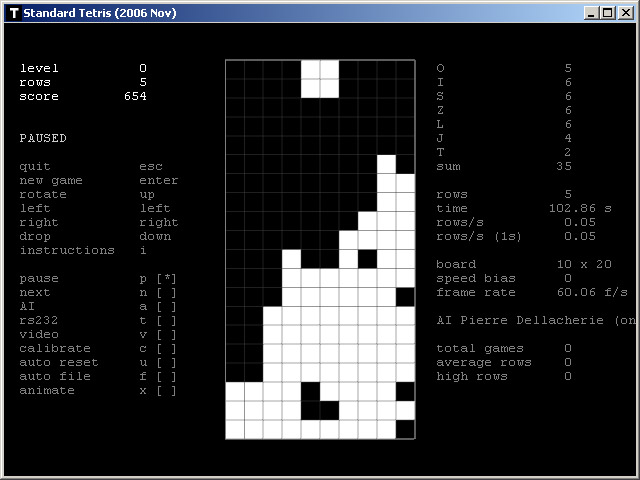 Standard Tetris (2006 Nov)
level 0
rows 5
score 654
PAUSED
quit esc
new game enter
rotate up
left left
right right
drop down
instructions i
pause p [*]
next n [ ]
AI a [ ]
rs232 t [ ]
video v [ ]
calibrate c [ ]
auto reset u [ ]
auto file f [ ]
animate x [ ]
O 5
I 6
S 6
Z 6
L 6
J 4
T 2
sum 35
rows 5
time 102.86 s
rows/s 0.05
rows/s (1s) 0.05
board 10 x 20
speed bias 0
frame rate 60.06 f/s
AI Pierre Dellacherie (on
total games 0
average rows 0
high rows 0